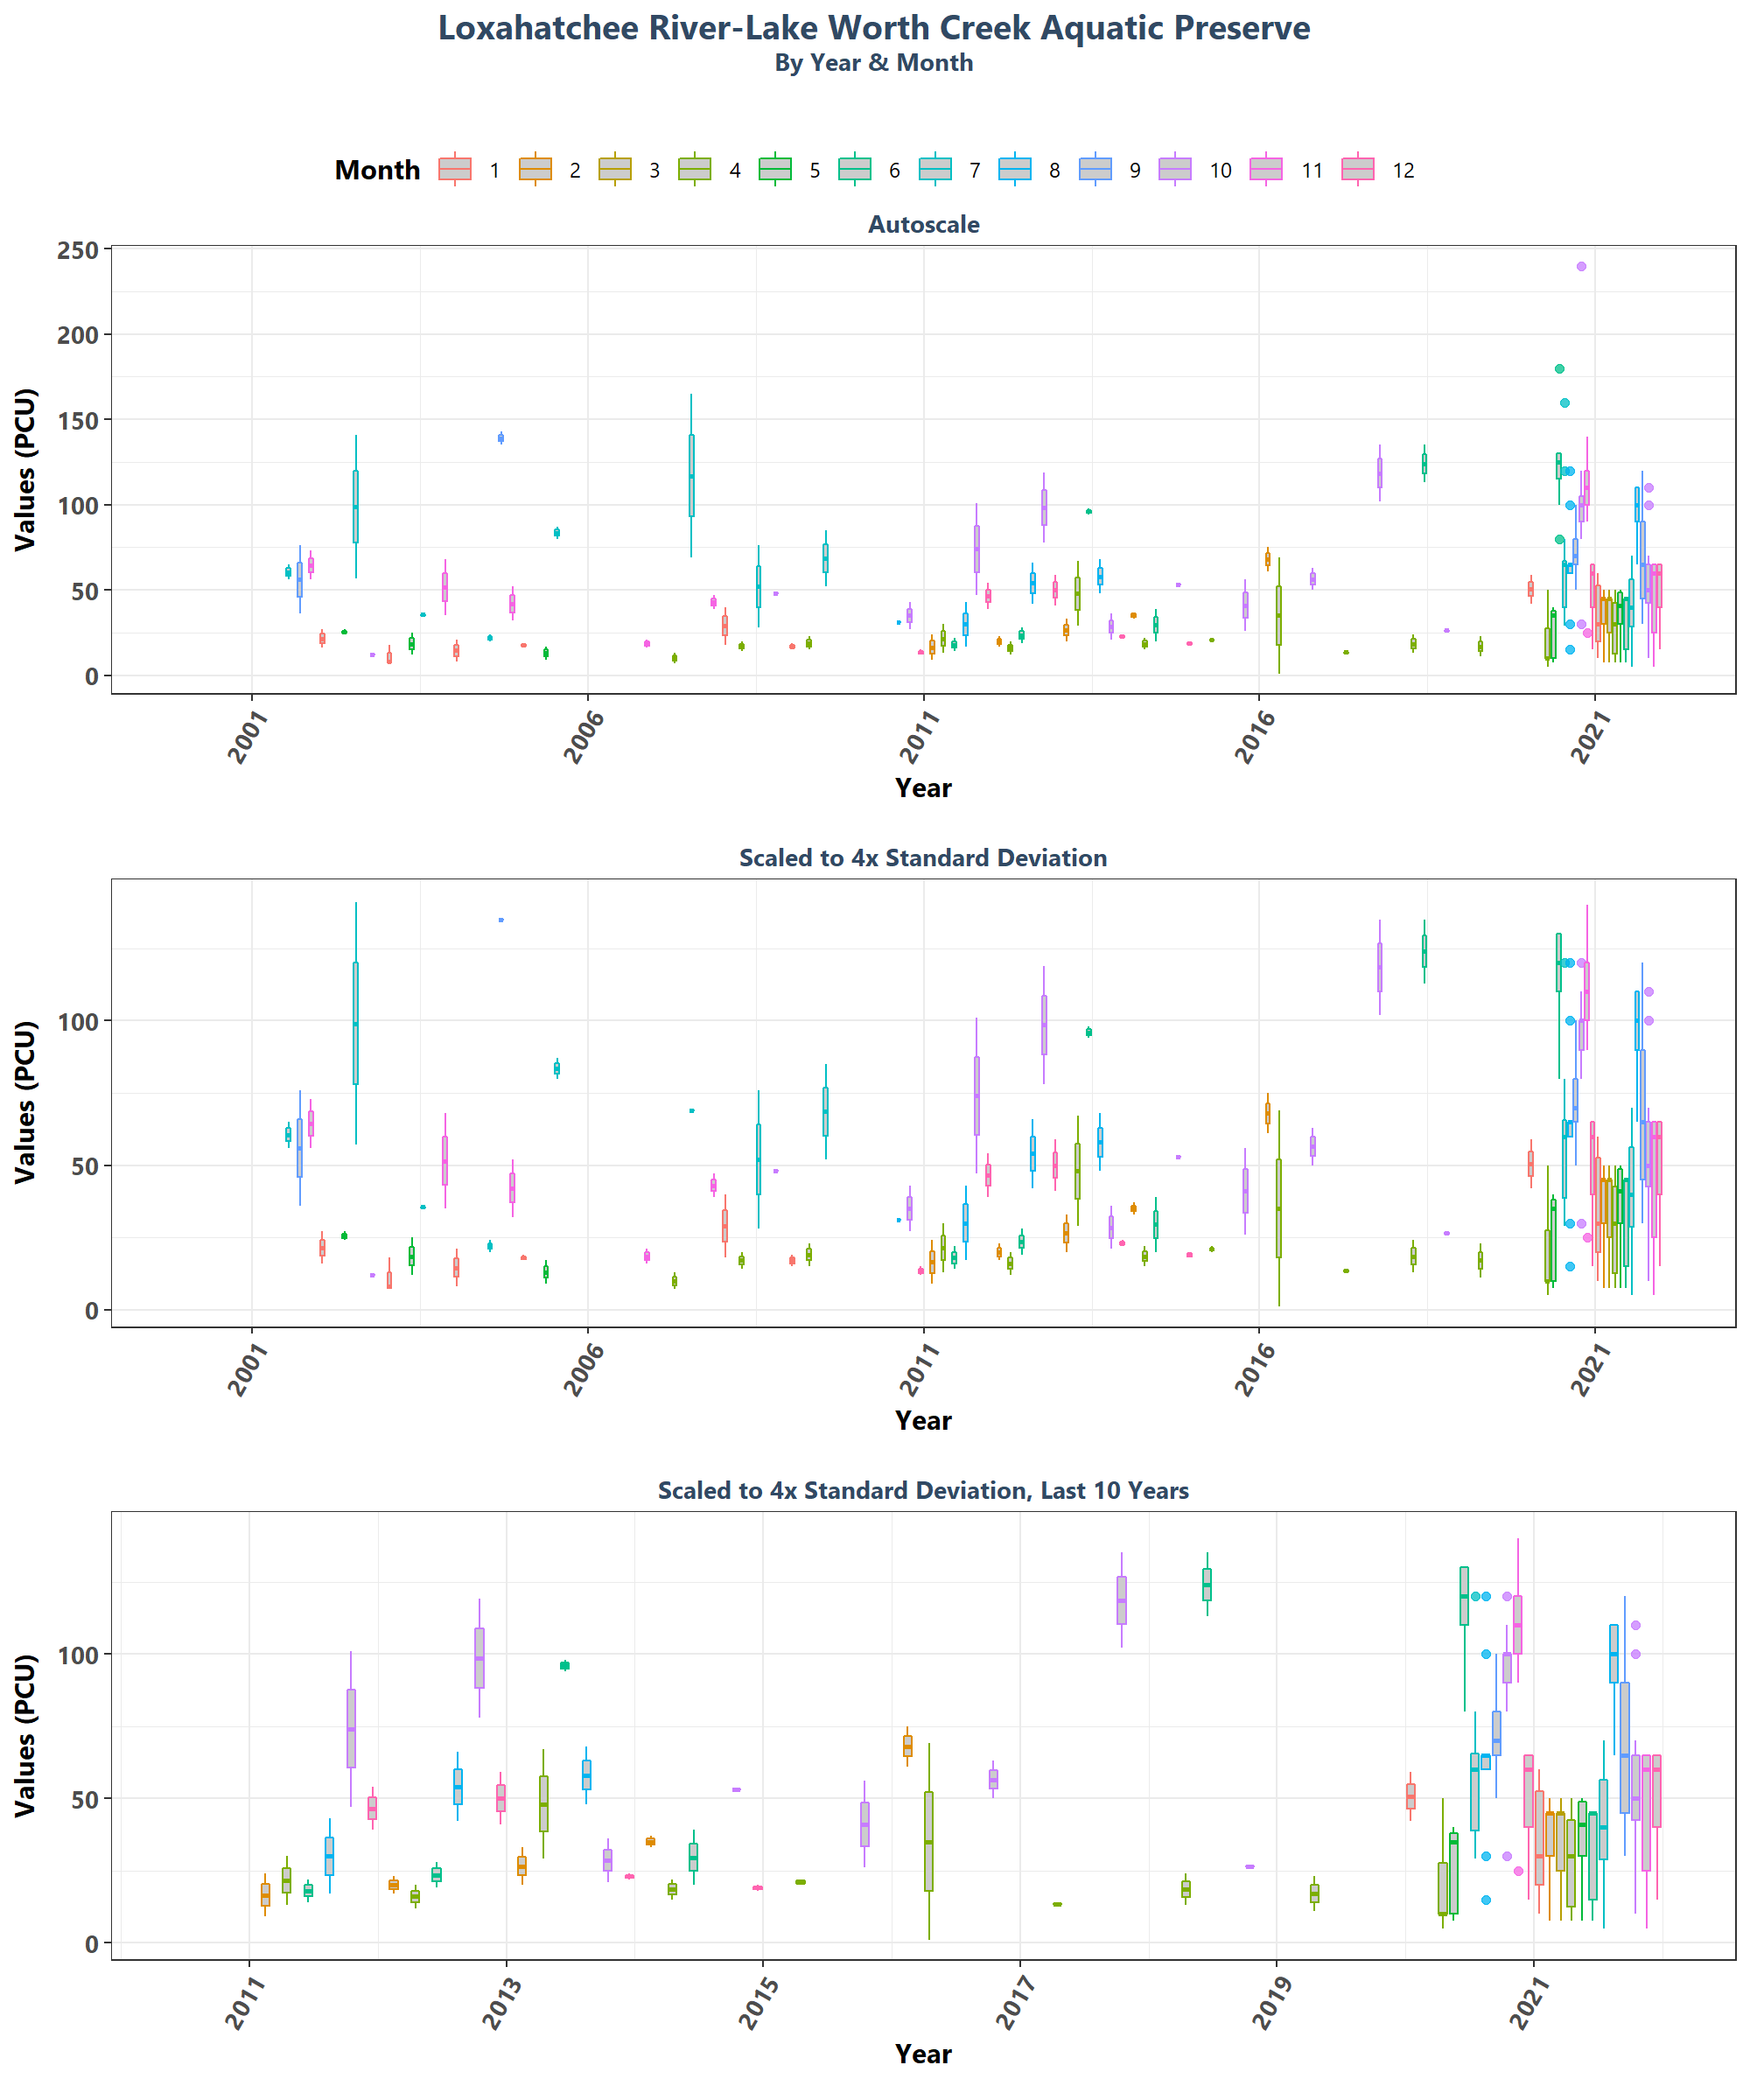 Loxahatchee River-Lake Worth Creek Aquatic Preserve
By Year & Month
Month 1 2 3 4 5 6 7 8 9 10 11 12
Autoscale
250
200
150
100
50
0
Values (PCU)
2001 2006 2011 2016 2021
Year
Scaled to 4x Standard Deviation
100
50
0
Values (PCU)
2001 2006 2011 2016 2021
Year
Scaled to 4x Standard Deviation, Last 10 Years
100
50
0
Values (PCU)
2011 2013 2015 2017 2019 2021
Year